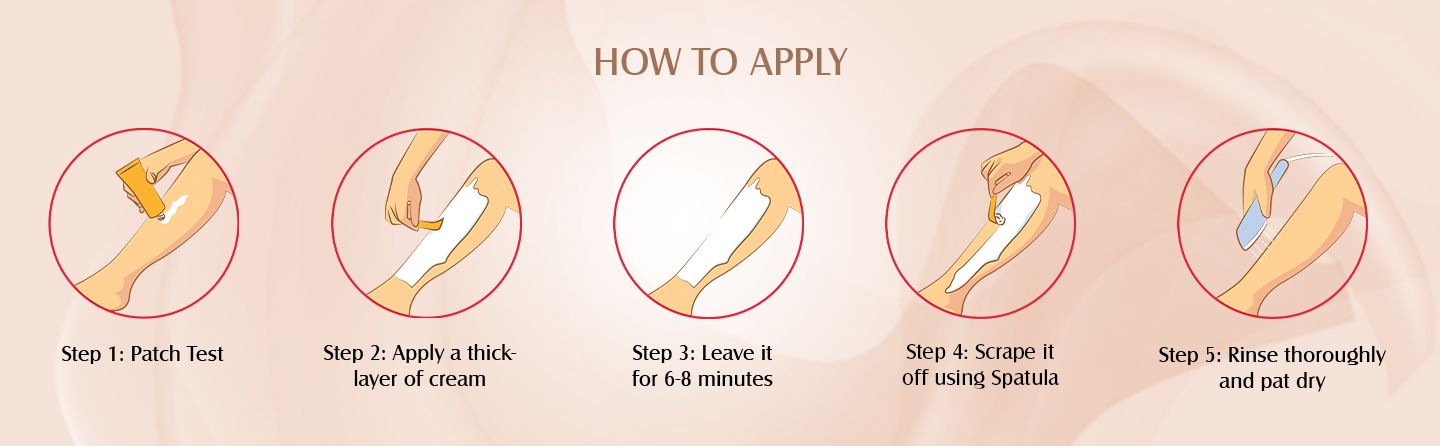 HOW TO APPLY
Step 1: Patch Test
Step 2: Apply a thick-
layer of cream
Step 3: Leave it
for 6-8 minutes
Step 4: Scrape it
off using Spatula
Step 5: Rinse thoroughly
and pat dry